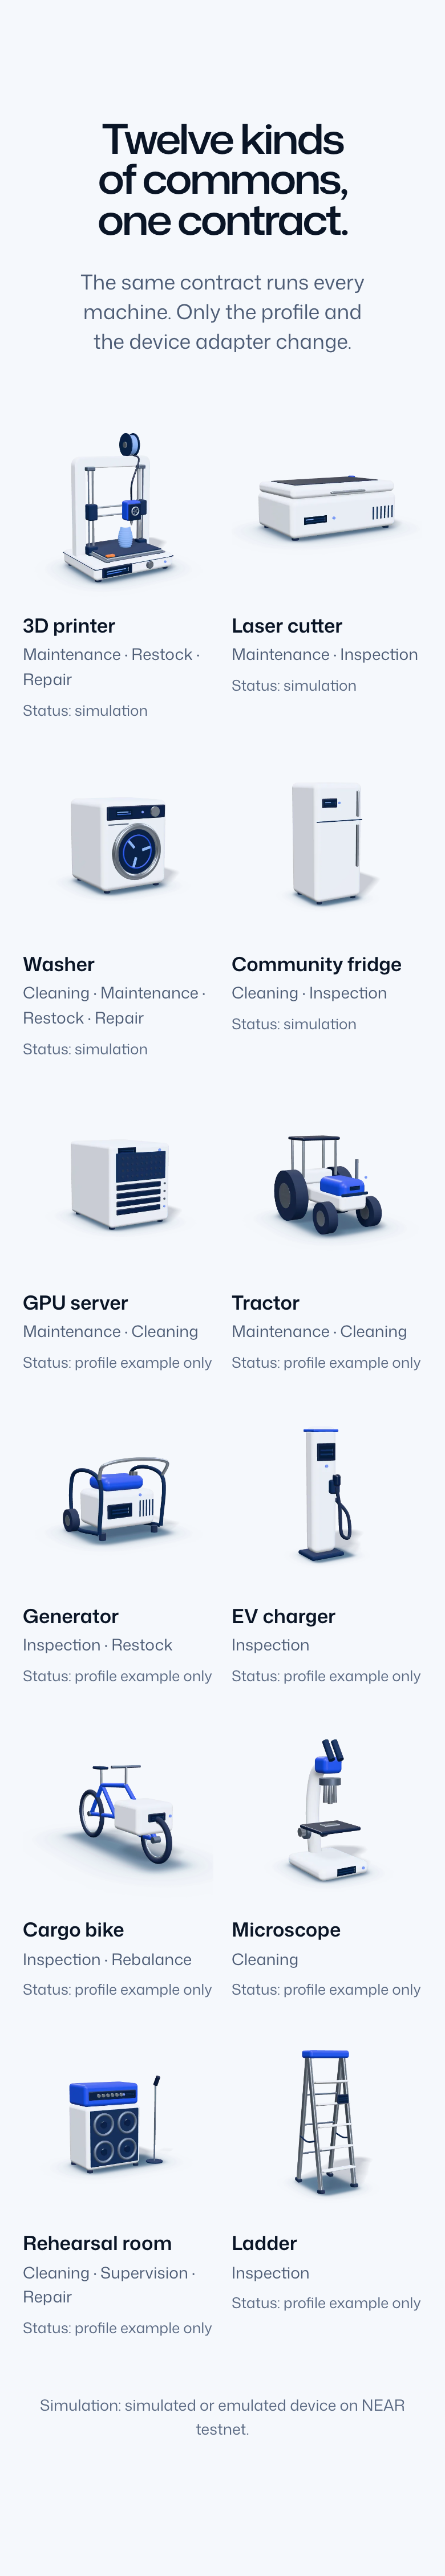 Twelve kinds
of commons,
one contract.
The same contract runs every
machine. Only the profile and
the device adapter change.
3D printer
Maintenance · Restock ·
Repair
Status: simulation
Laser cutter
Maintenance · Inspection
Status: simulation
Washer
Cleaning · Maintenance ·
Restock · Repair
Status: simulation
Community fridge
Cleaning · Inspection
Status: simulation
GPU server
Maintenance · Cleaning
Status: profile example only
Tractor
Maintenance · Cleaning
Status: profile example only
Generator
Inspection · Restock
Status: profile example only
EV charger
Inspection
Status: profile example only
Cargo bike
Inspection · Rebalance
Status: profile example only
Microscope
Cleaning
Status: profile example only
Rehearsal room
Cleaning · Supervision ·
Repair
Status: profile example only
Ladder
Inspection
Status: profile example only
Simulation: simulated or emulated device on NEAR
testnet.